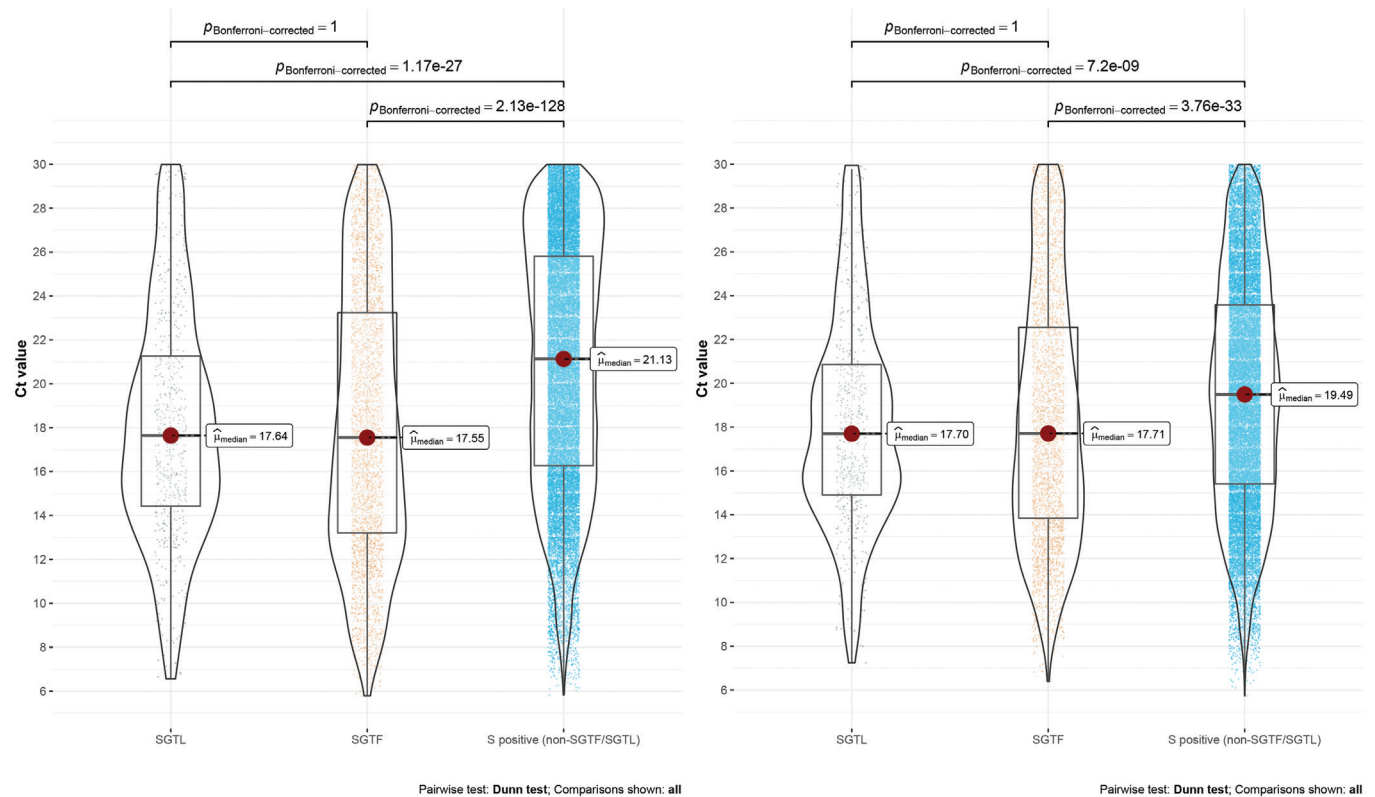 pBonferroni−corrected = 1
pBonferroni−corrected = 1.17e-27
pBonferroni−corrected = 2.13e-128
Ct value
30
28
26
24
22
20
18
16
14
12
10
8
6
μ̂median = 17.64
μ̂median = 17.55
μ̂median = 21.13
SGTL
SGTF
S positive (non-SGTF/SGTL)
Pairwise test: Dunn test; Comparisons shown: all
pBonferroni−corrected = 1
pBonferroni−corrected = 7.2e-09
pBonferroni−corrected = 3.76e-33
Ct value
30
28
26
24
22
20
18
16
14
12
10
8
6
μ̂median = 17.70
μ̂median = 17.71
μ̂median = 19.49
SGTL
SGTF
S positive (non-SGTF/SGTL)
Pairwise test: Dunn test; Comparisons shown: all